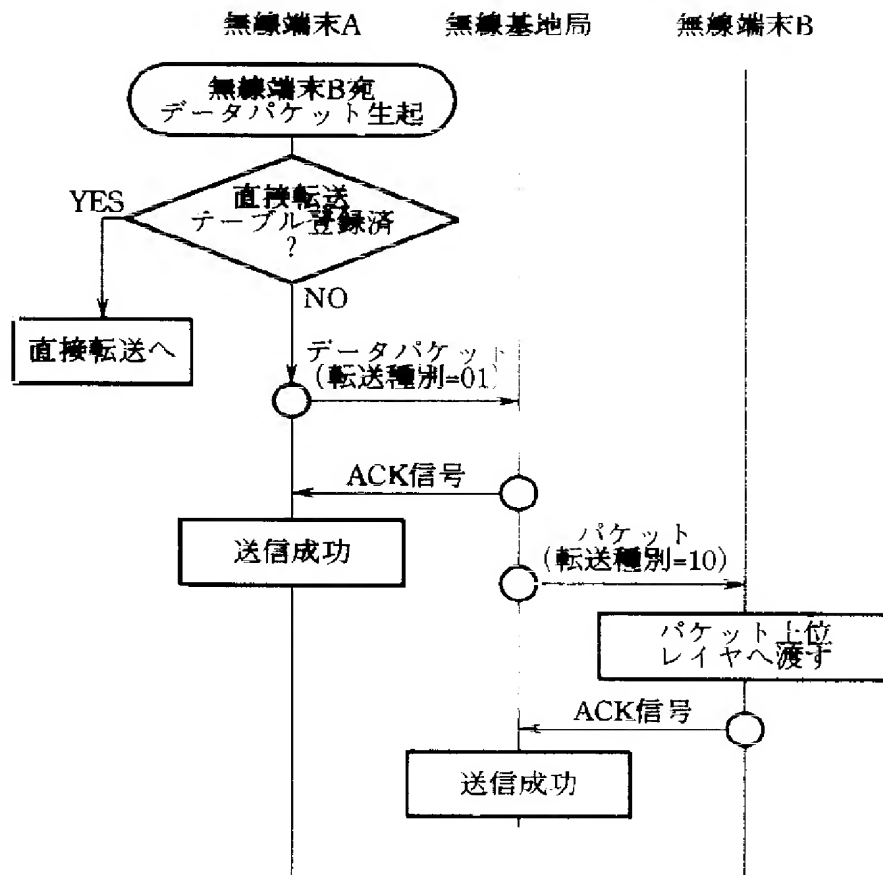 無線端末A
無線基地局
無線端末B
無線端末B宛
データパケット生起
直接転送
テーブル登録済
?
YES
NO
直接転送へ
データパケット
(転送種別=01)
ACK信号
送信成功
パケット
(転送種別=10)
パケット上位
レイヤへ渡す
ACK信号
送信成功